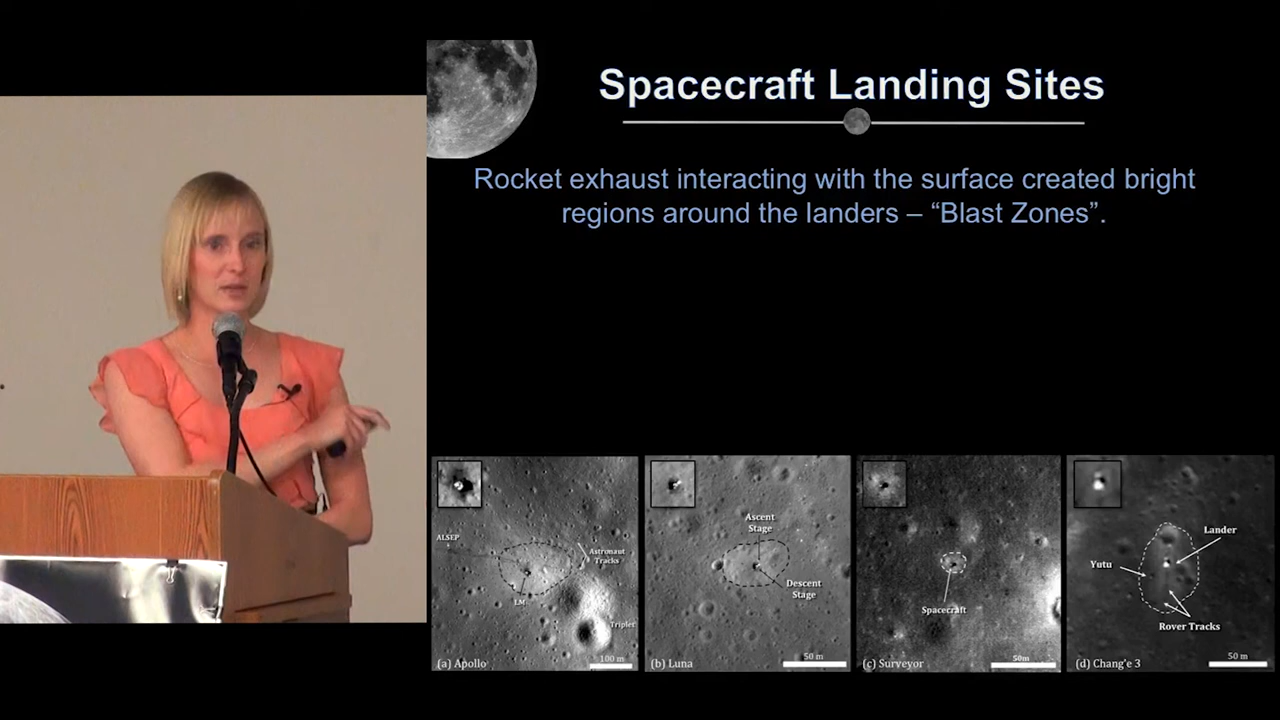 Spacecraft Landing Sites
Rocket exhaust interacting with the surface created bright
regions around the landers – “Blast Zones”.
ALSEP
Astronaut
Tracks
LM
Triplet
100 m
(a) Apollo
Ascent
Stage
Descent
Stage
50 m
(b) Luna
Spacecraft
50m
(c) Surveyor
Lander
Yutu
Rover Tracks
50 m
(d) Chang'e 3